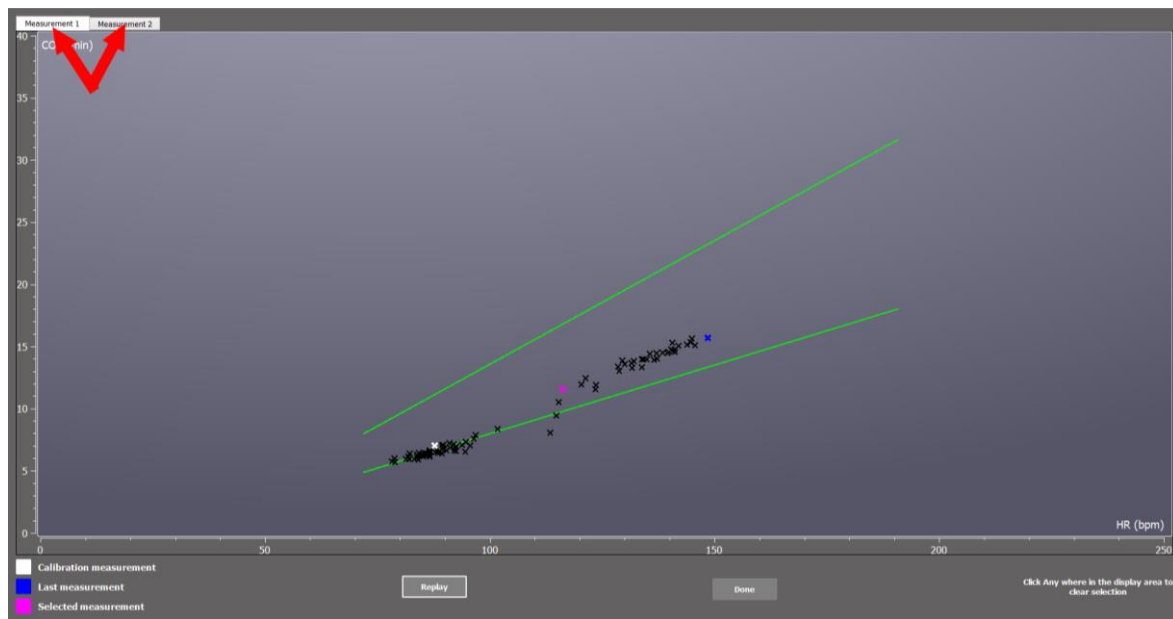 Measurement 1
Measurement 2
40
35
30
25
20
15
10
5
0
HR (bpm)
0
50
100
150
200
250
Calibration measurement
Last measurement
Selected measurement
Replay
Done
Click Any where in the display area to
clear selection